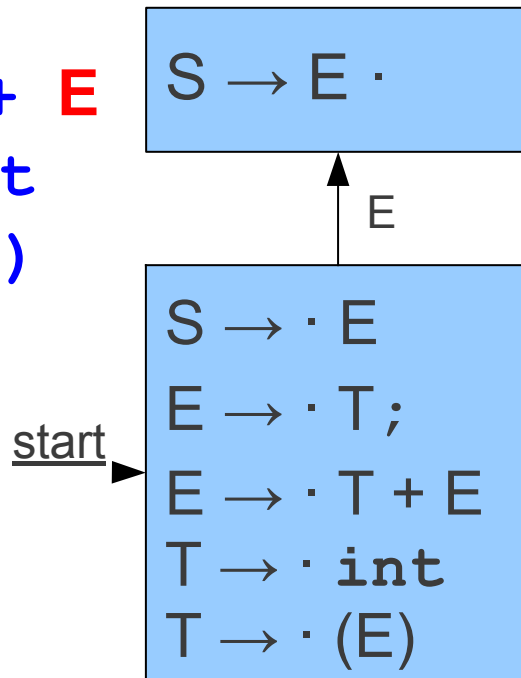 + E
t
)
S → E ·
E
start
S → · E
E → · T ;
E → · T + E
T → · int
T → · (E)